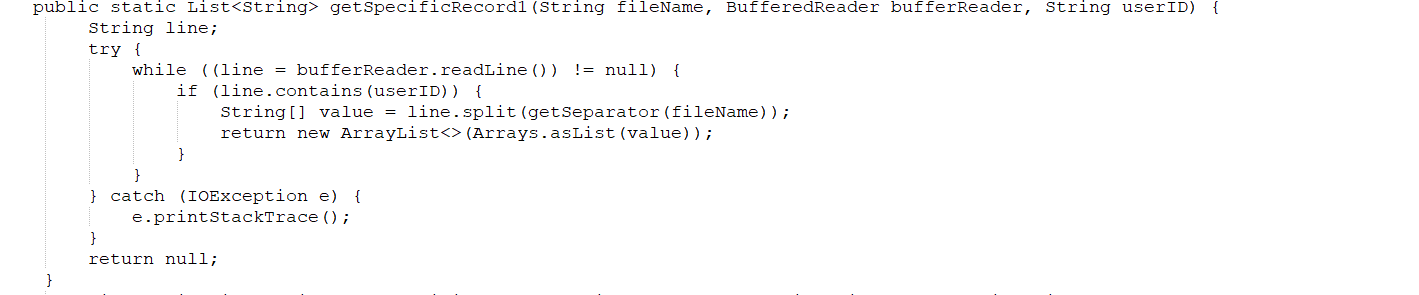 public static List<String> getSpecificRecord1(String fileName, BufferedReader bufferReader, String userID) {
    String line;
    try {
        while ((line = bufferReader.readLine()) != null) {
            if (line.contains(userID)) {
                String[] value = line.split(getSeparator(fileName));
                return new ArrayList<>(Arrays.asList(value));
            }
        }
    } catch (IOException e) {
        e.printStackTrace();
    }
    return null;
}